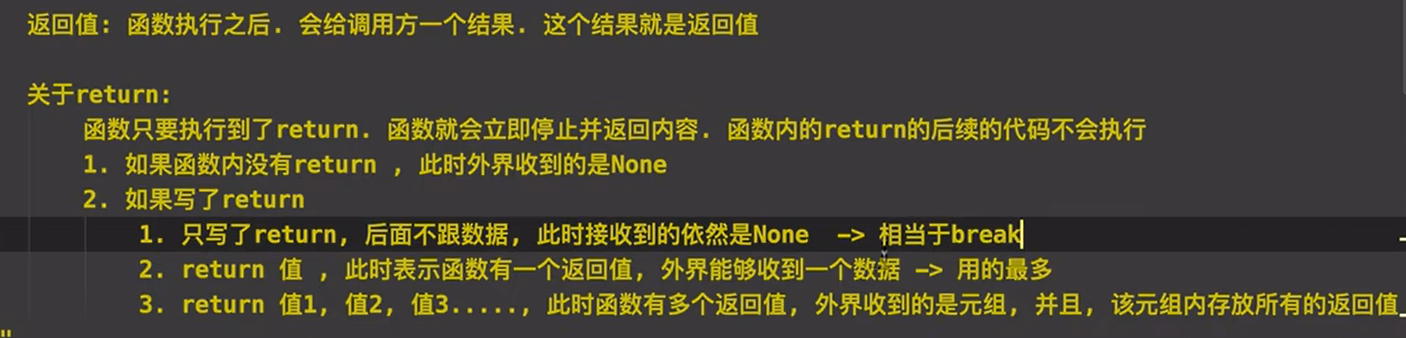 返回值: 函数执行之后. 会给调用方一个结果. 这个结果就是返回值
关于return:
函数只要执行到了return. 函数就会立即停止并返回内容. 函数内的return的后续的代码不会执行
1. 如果函数内没有return , 此时外界收到的是None
2. 如果写了return
1. 只写了return, 后面不跟数据, 此时接收到的依然是None -> 相当于break
2. return 值 , 此时表示函数有一个返回值, 外界能够收到一个数据 -> 用的最多
3. return 值1, 值2, 值3....., 此时函数有多个返回值, 外界收到的是元组, 并且, 该元组内存放所有的返回值
"